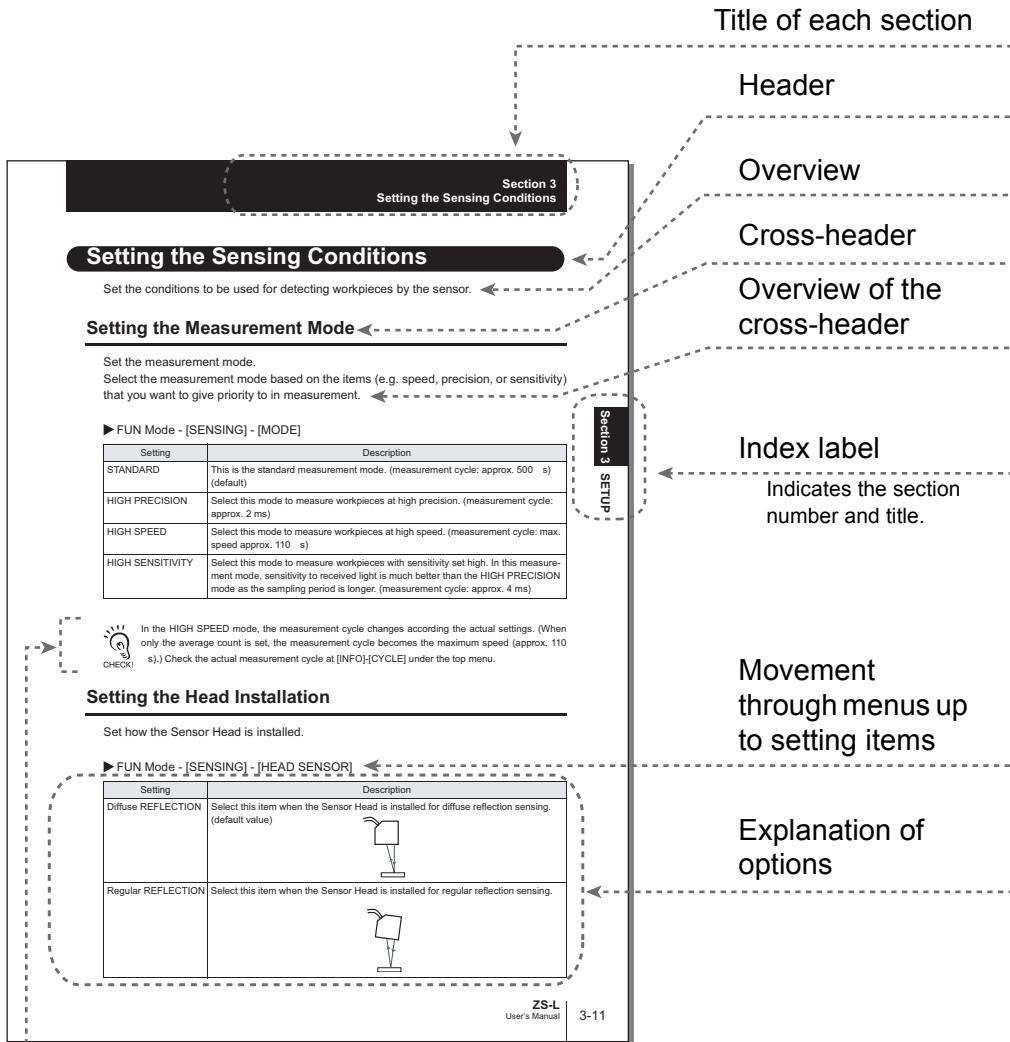 Title of each section
Header
Overview
Cross-header
Overview of the
cross-header
Index label
Indicates the section
number and title.
Movement
through menus up
to setting items
Explanation of
options
Section 3
Setting the Sensing Conditions
Setting the Sensing Conditions
Set the conditions to be used for detecting workpieces by the sensor.
Setting the Measurement Mode
Set the measurement mode.
Select the measurement mode based on the items (e.g. speed, precision, or sensitivity)
that you want to give priority to in measurement.
▶FUN Mode - [SENSING] - [MODE]
Setting Description
STANDARD This is the standard measurement mode. (measurement cycle: approx. 500 s)
(default)
HIGH PRECISION Select this mode to measure workpieces at high precision. (measurement cycle:
approx. 2 ms)
HIGH SPEED Select this mode to measure workpieces at high speed. (measurement cycle: max.
speed approx. 110 s)
HIGH SENSITIVITY Select this mode to measure workpieces with sensitivity set high. In this measure-
ment mode, sensitivity to received light is much better than the HIGH PRECISION
mode as the sampling period is longer. (measurement cycle: approx. 4 ms)
CHECK!
In the HIGH SPEED mode, the measurement cycle changes according the actual settings. (When
only the average count is set, the measurement cycle becomes the maximum speed (approx. 110
s).) Check the actual measurement cycle at [INFO]-[CYCLE] under the top menu.
Setting the Head Installation
Set how the Sensor Head is installed.
▶FUN Mode - [SENSING] - [HEAD SENSOR]
Setting Description
Diffuse REFLECTION Select this item when the Sensor Head is installed for diffuse reflection sensing.
(default value)
Regular REFLECTION Select this item when the Sensor Head is installed for regular reflection sensing.
Section 3 SETUP
ZS-L
User's Manual
3-11